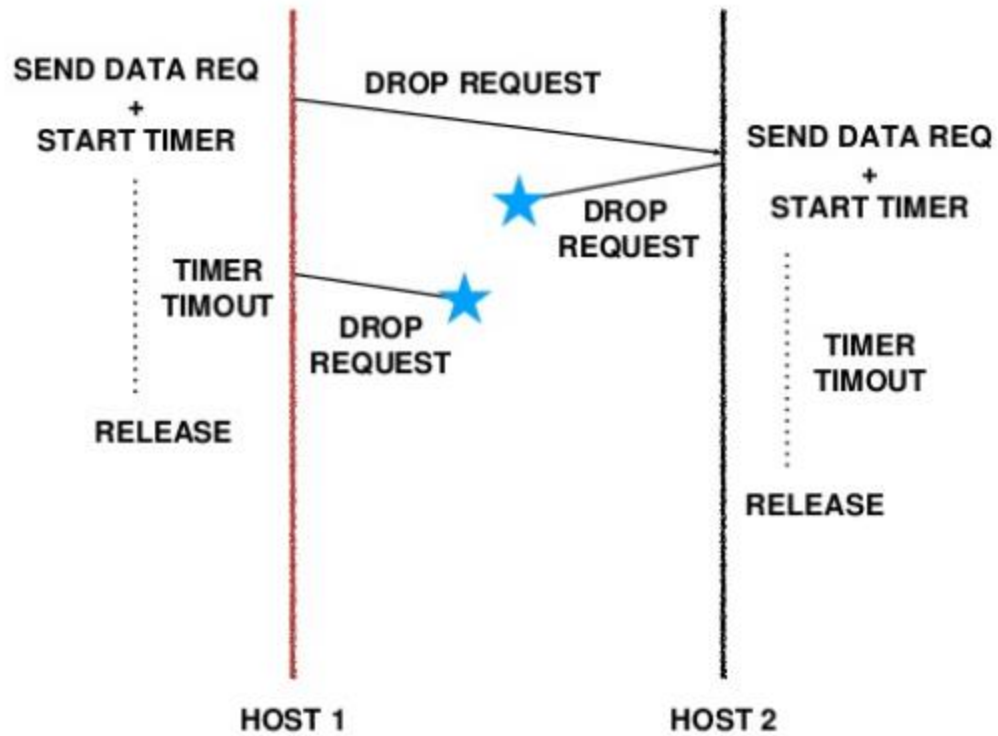 SEND DATA REQ
+
START TIMER
DROP REQUEST
SEND DATA REQ
+
START TIMER
DROP
REQUEST
TIMER
TIMOUT
DROP
REQUEST
TIMER
TIMOUT
RELEASE
RELEASE
HOST 1
HOST 2